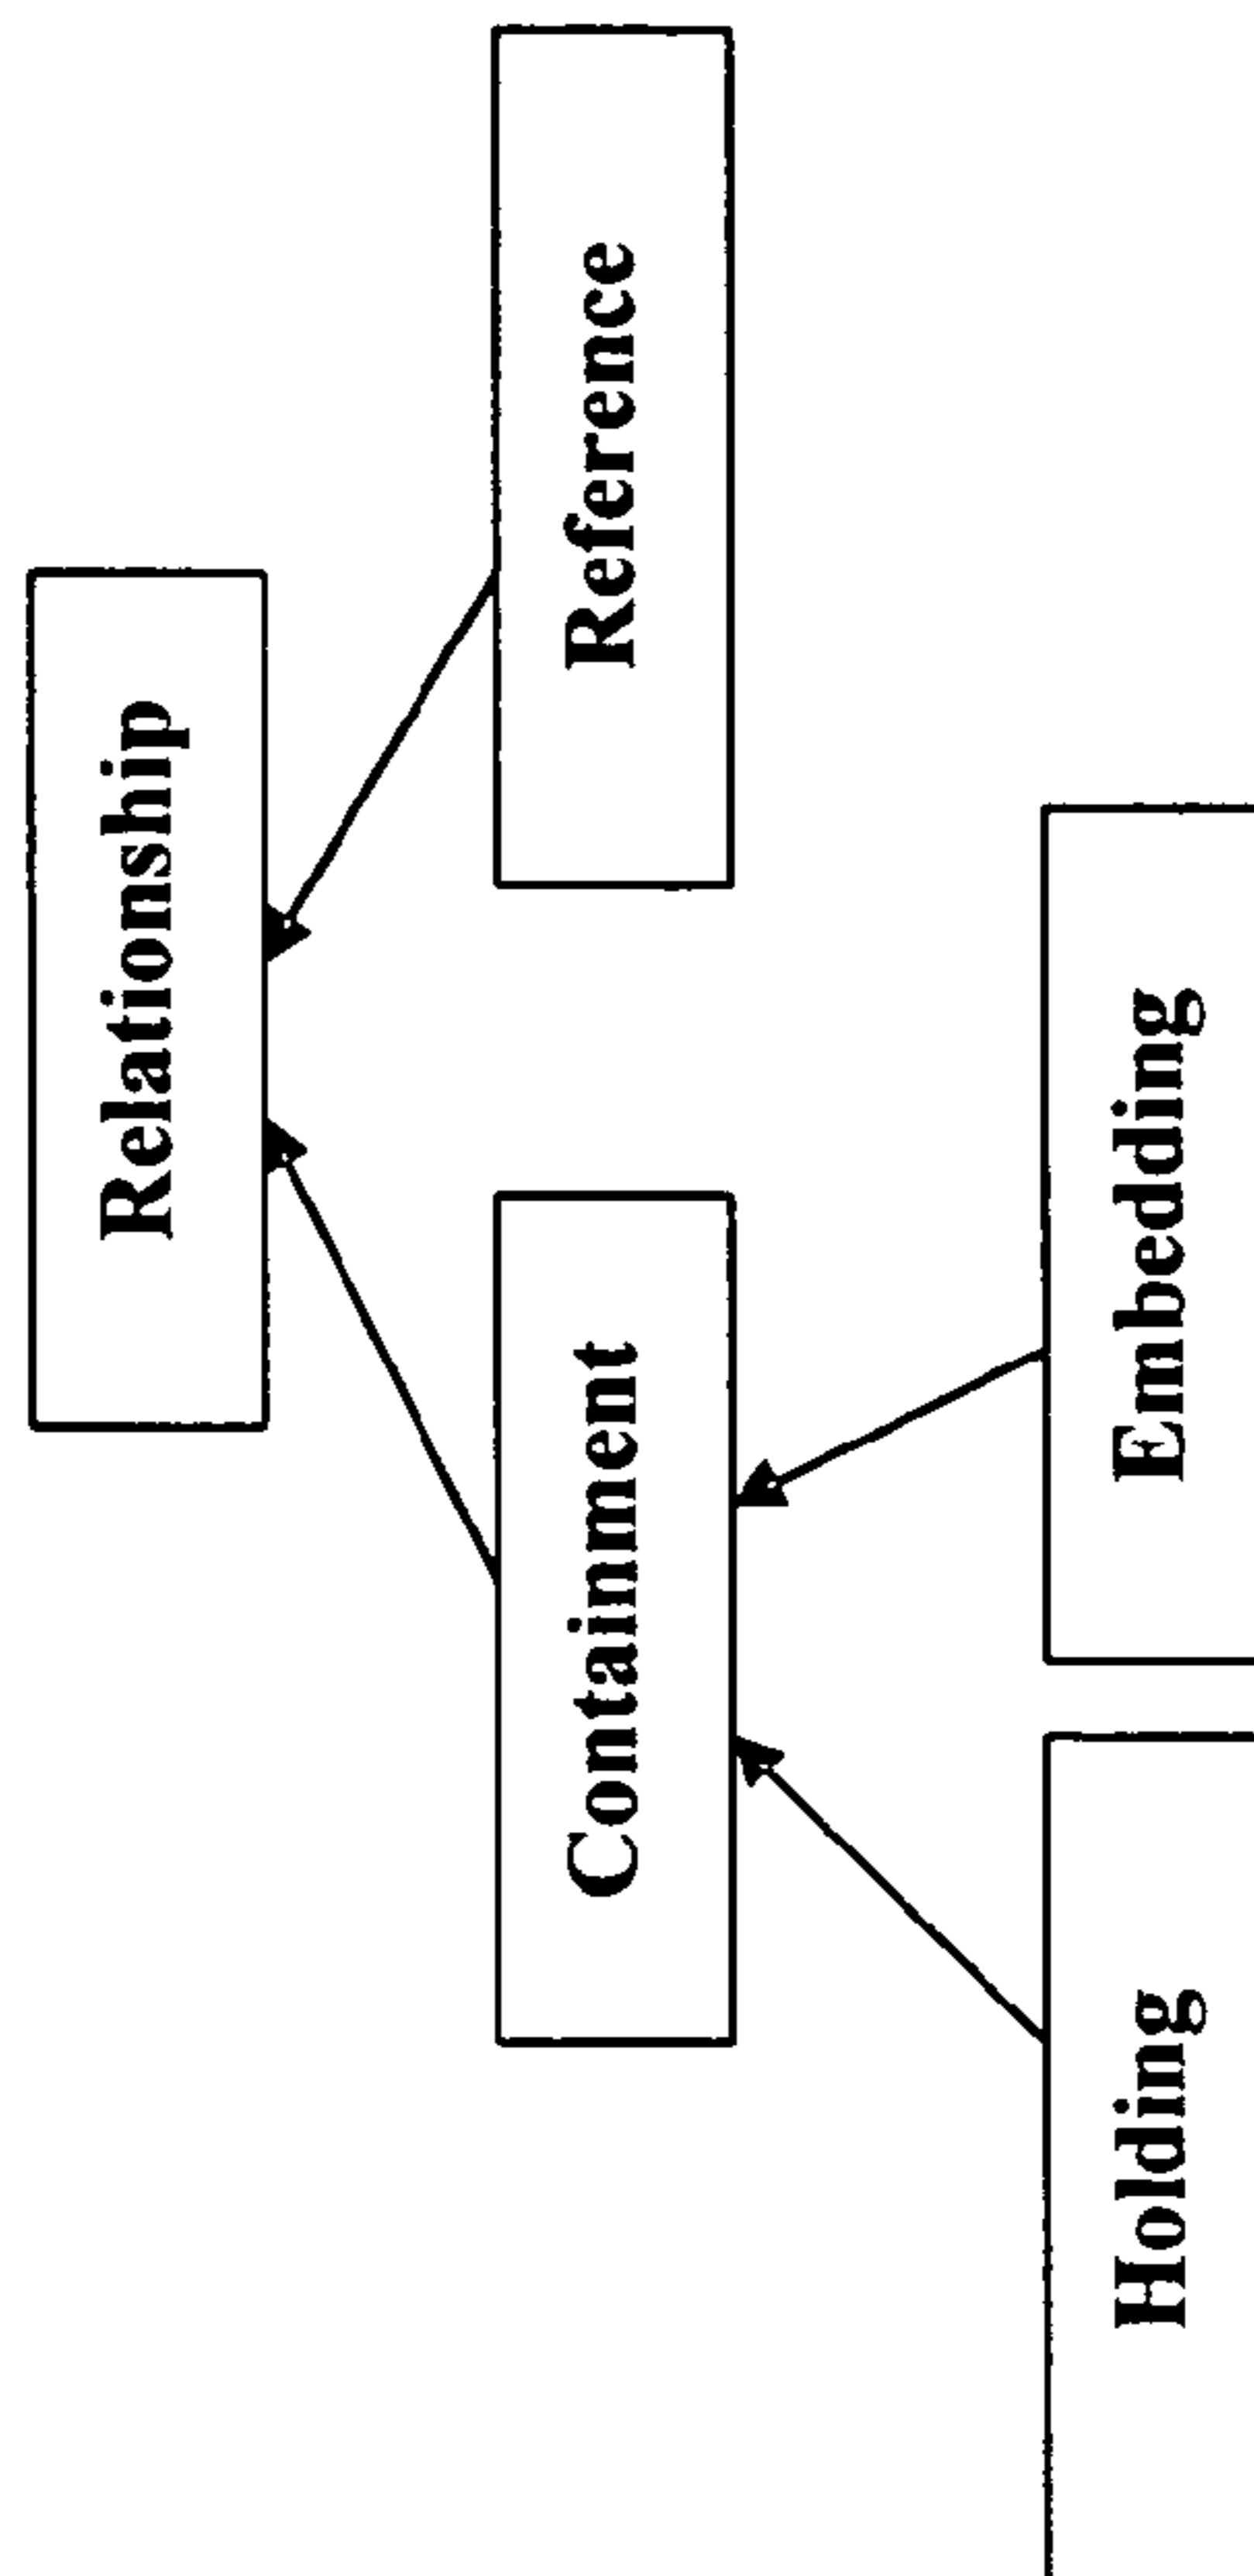 Relationship
Containment
Reference
Holding
Embedding